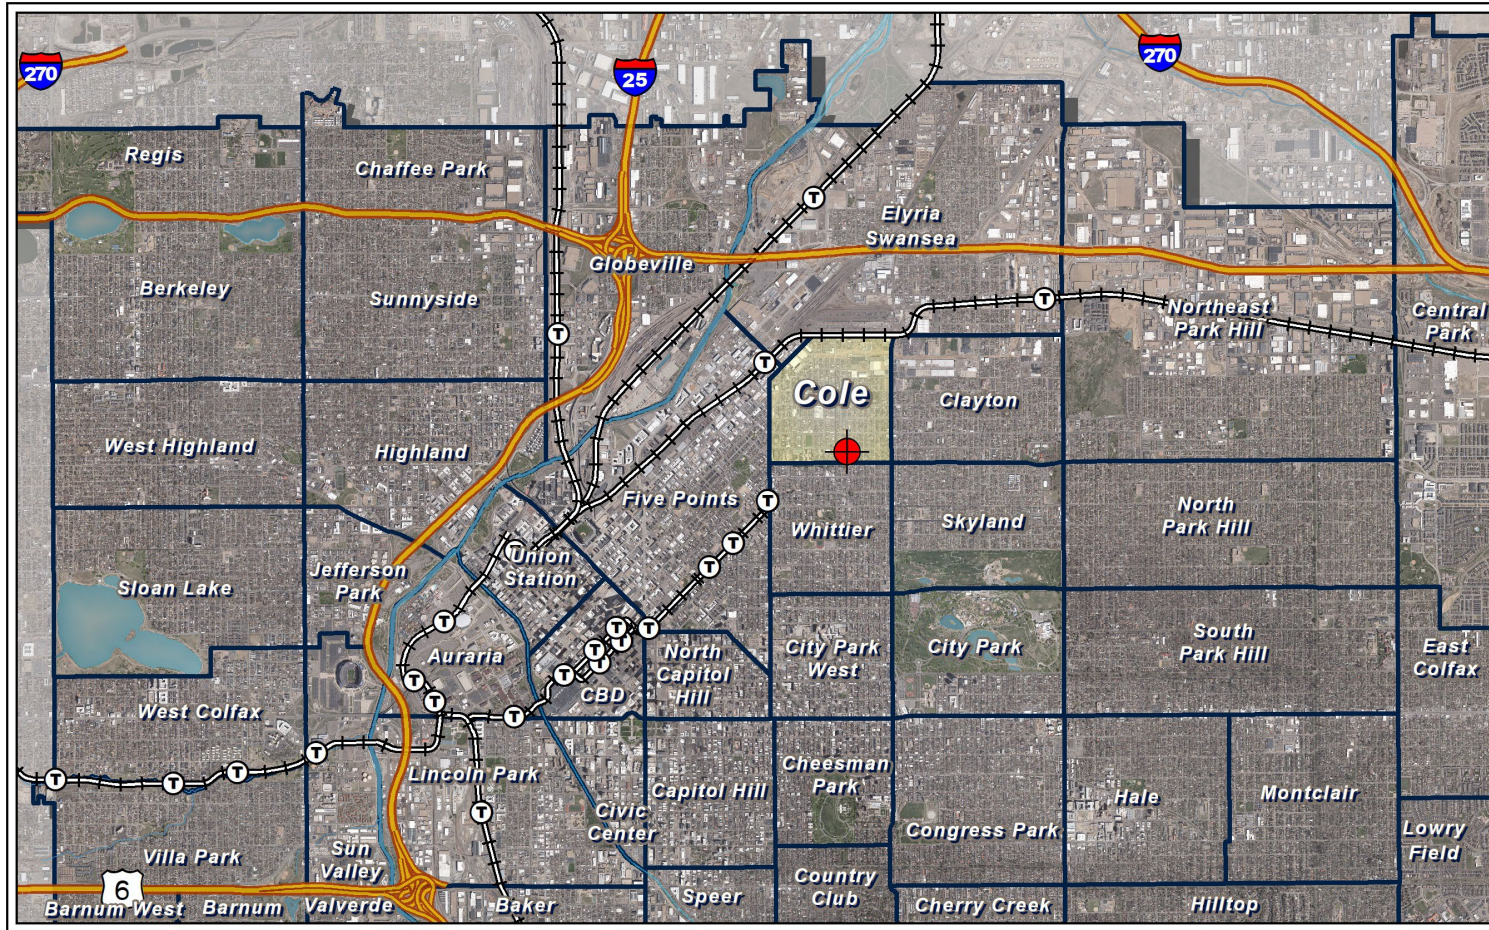 270
25
270
Regis
Chaffee Park
Elyria
Swansea
Globeville
Berkeley
Sunnyside
T
T
T
T
Northeast
Park Hill
Central
Park
Cole
Clayton
West Highland
Highland
Five Points
T
Whittier
Skyland
North
Park Hill
T
T
Union
Station
Jefferson
Park
Sloan Lake
T
T
T
T
T
T
T
North
Capitol
Hill
City Park
West
City Park
South
Park Hill
East
Colfax
Auraria
T
T
T
CBD
T
West Colfax
T
T
T
T
Lincoln Park
T
Civic
Center
Capitol Hill
Cheesman
Park
Congress Park
Hale
Montclair
Lowry
Field
Villa Park
Sun
Valley
6
Barnum West
Barnum
Valverde
Baker
Speer
Country
Club
Cherry Creek
Hilltop